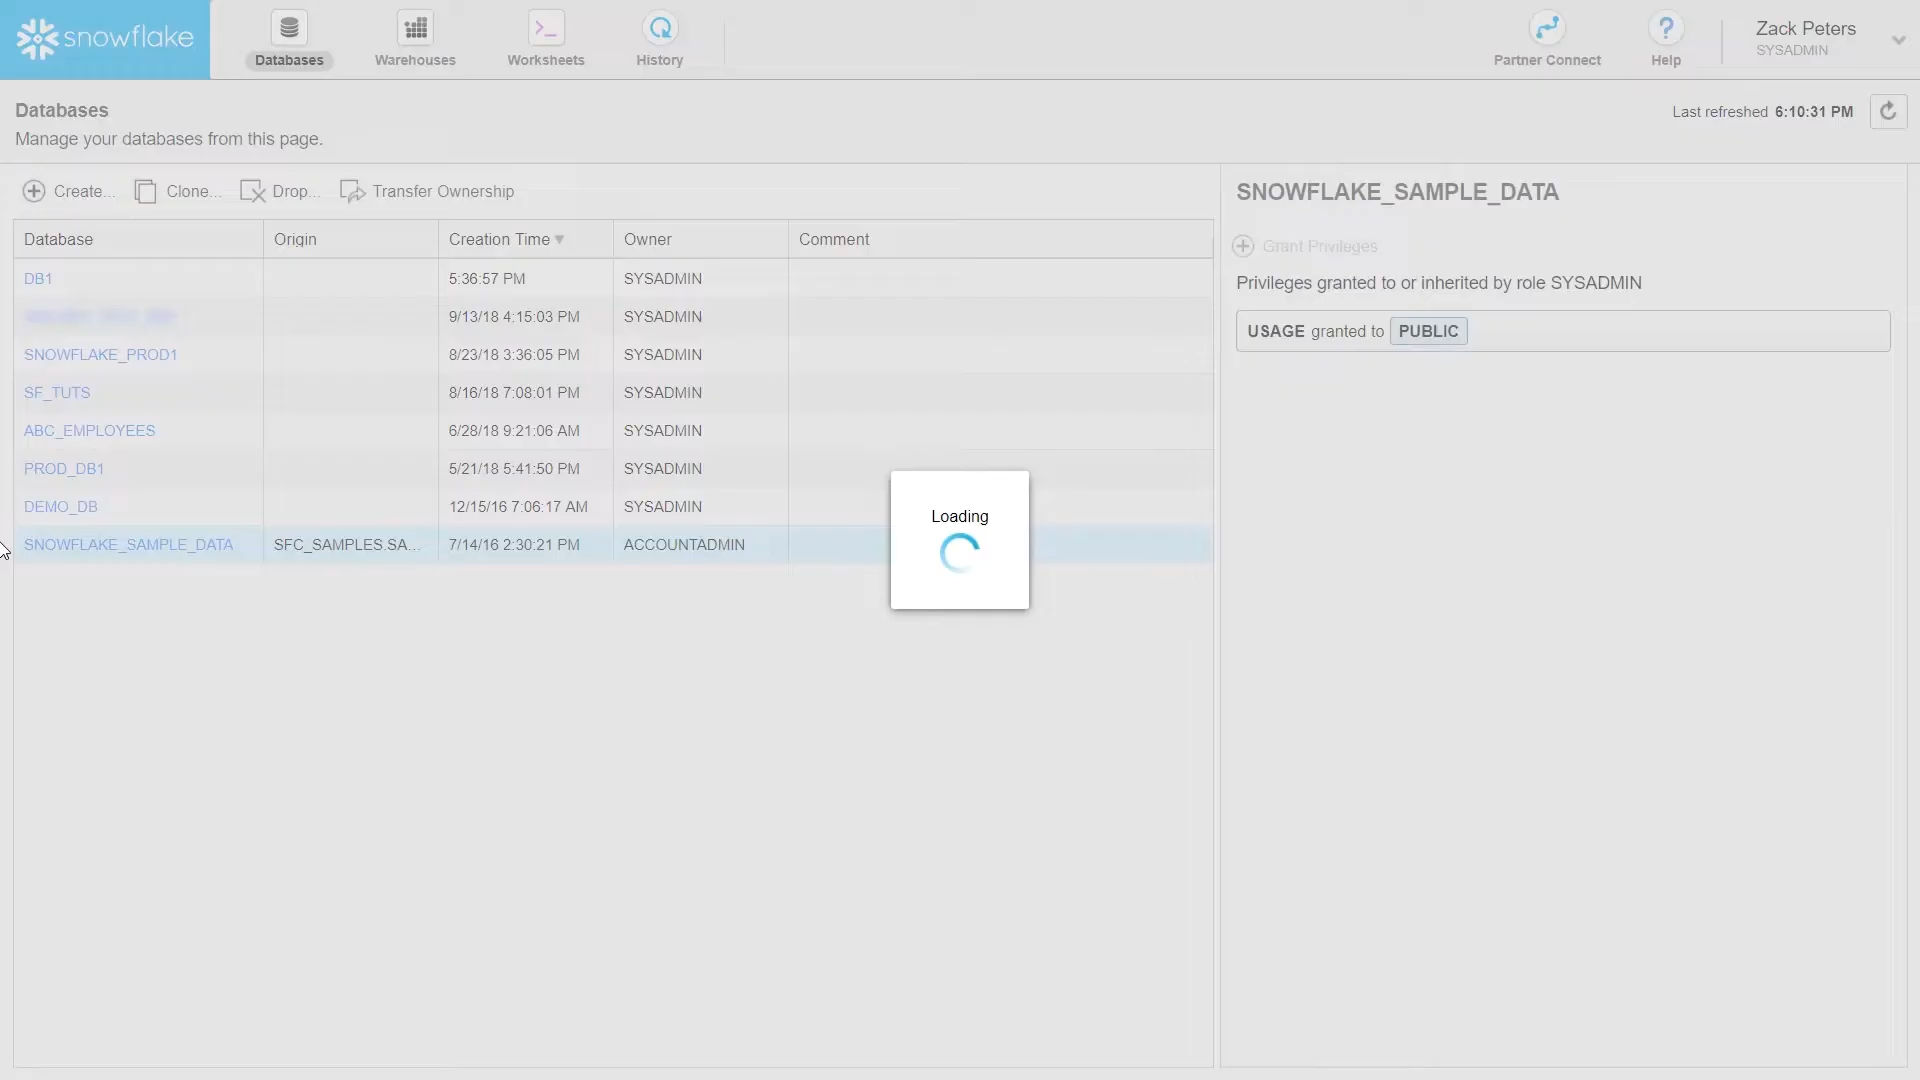 snowflake
Databases
Warehouses
Worksheets
History
Partner Connect
Help
Zack Peters
SYSADMIN
Databases
Manage your databases from this page.
Last refreshed 6:10:31 PM
Create... Clone... Drop... Transfer Ownership
Database Origin Creation Time Owner Comment
DB1 5:36:57 PM SYSADMIN
9/13/18 4:15:03 PM SYSADMIN
SNOWFLAKE_PROD1 8/23/18 3:36:05 PM SYSADMIN
SF_TUTS 8/16/18 7:08:01 PM SYSADMIN
ABC_EMPLOYEES 6/28/18 9:21:06 AM SYSADMIN
PROD_DB1 5/21/18 5:41:50 PM SYSADMIN
DEMO_DB 12/15/16 7:06:17 AM SYSADMIN
SNOWFLAKE_SAMPLE_DATA SFC_SAMPLES.SA... 7/14/16 2:30:21 PM ACCOUNTADMIN
Loading
SNOWFLAKE_SAMPLE_DATA
Grant Privileges
Privileges granted to or inherited by role SYSADMIN
USAGE granted to PUBLIC